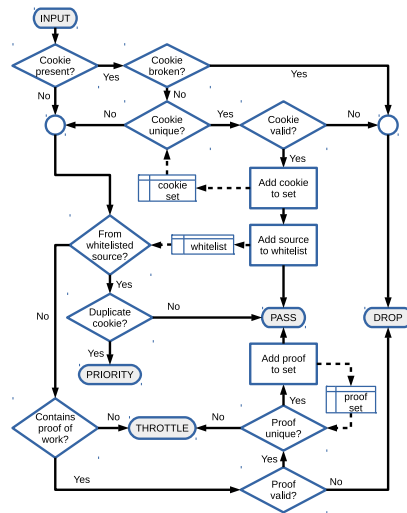 INPUT
Cookie
present?
Cookie
broken?
Yes
Yes
No
No
Cookie
unique?
No
Yes
Cookie
valid?
No
Yes
cookie
set
Add cookie
to set
From
whitelisted
source?
whitelist
Add source
to whitelist
Yes
No
Duplicate
cookie?
No
PASS
DROP
Yes
PRIORITY
Add proof
to set
proof
set
Yes
Contains
proof of
work?
No
THROTTLE
No
Proof
unique?
Yes
Yes
Proof
valid?
No